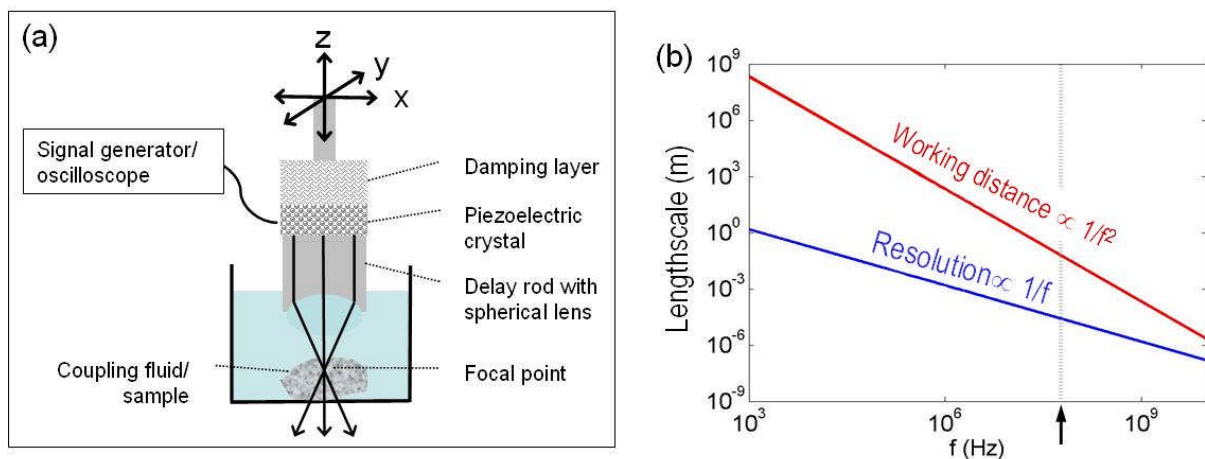 (a)
z
y
x
Signal generator/
oscilloscope
Damping layer
Piezoelectric
crystal
Delay rod with
spherical lens
Coupling fluid/
sample
Focal point
(b)
Lengthscale (m)
10⁹
10⁶
10³
10⁰
10⁻³
10⁻⁶
10⁻⁹
Working distance ∝ 1/f²
Resolution∝ 1/f
10³
10⁶
10⁹
f (Hz)